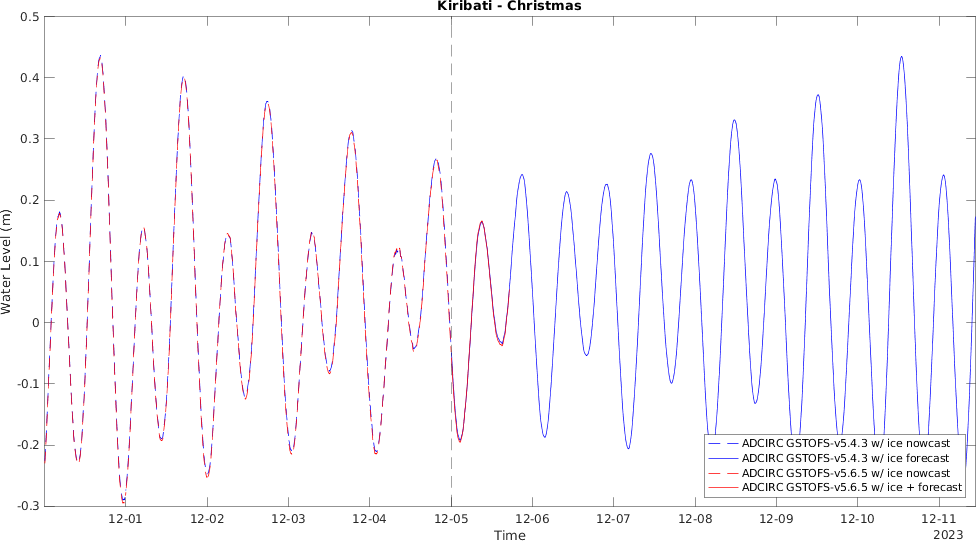 Kiribati - Christmas
0.5
0.4
0.3
0.2
0.1
0
-0.1
-0.2
-0.3
Water Level (m)
12-01 12-02 12-03 12-04 12-05 12-06 12-07 12-08 12-09 12-10 12-11
Time
2023
ADCIRC GSTOFS-v5.4.3 w/ ice nowcast
ADCIRC GSTOFS-v5.4.3 w/ ice forecast
ADCIRC GSTOFS-v5.6.5 w/ ice nowcast
ADCIRC GSTOFS-v5.6.5 w/ ice + forecast